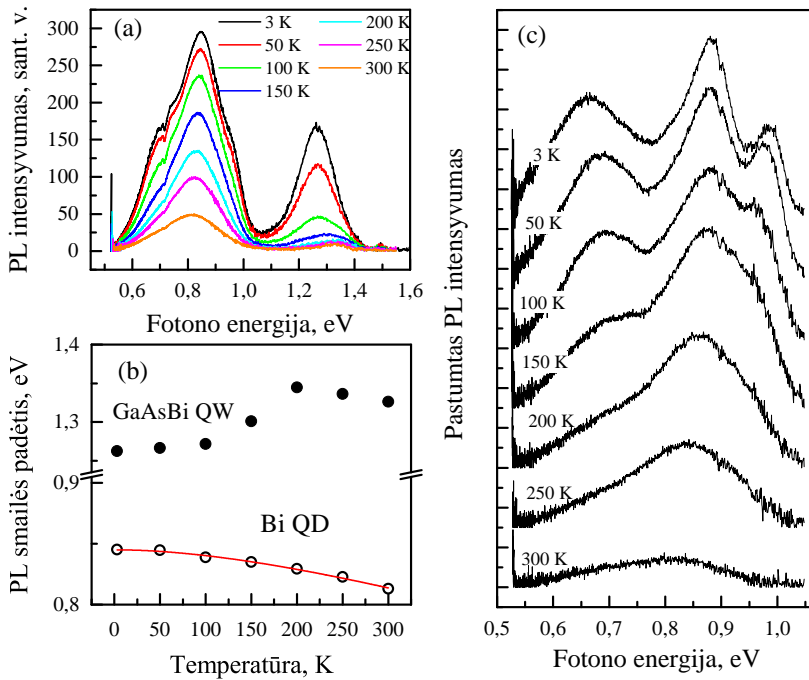 (a)
3 K
50 K
100 K
150 K
200 K
250 K
300 K
PL intensyvumas, sant. v.
300
250
200
150
100
50
0
0,6 0,8 1,0 1,2 1,4 1,6
Fotono energija, eV
(b)
PL smailės padėtis, eV
1,4
1,3
0,9
0,8
GaAsBi QW
Bi QD
0 50 100 150 200 250 300
Temperatūra, K
(c)
Pastumtas PL intensyvumas
3 K
50 K
100 K
150 K
200 K
250 K
300 K
0,5 0,6 0,7 0,8 0,9 1,0
Fotono energija, eV